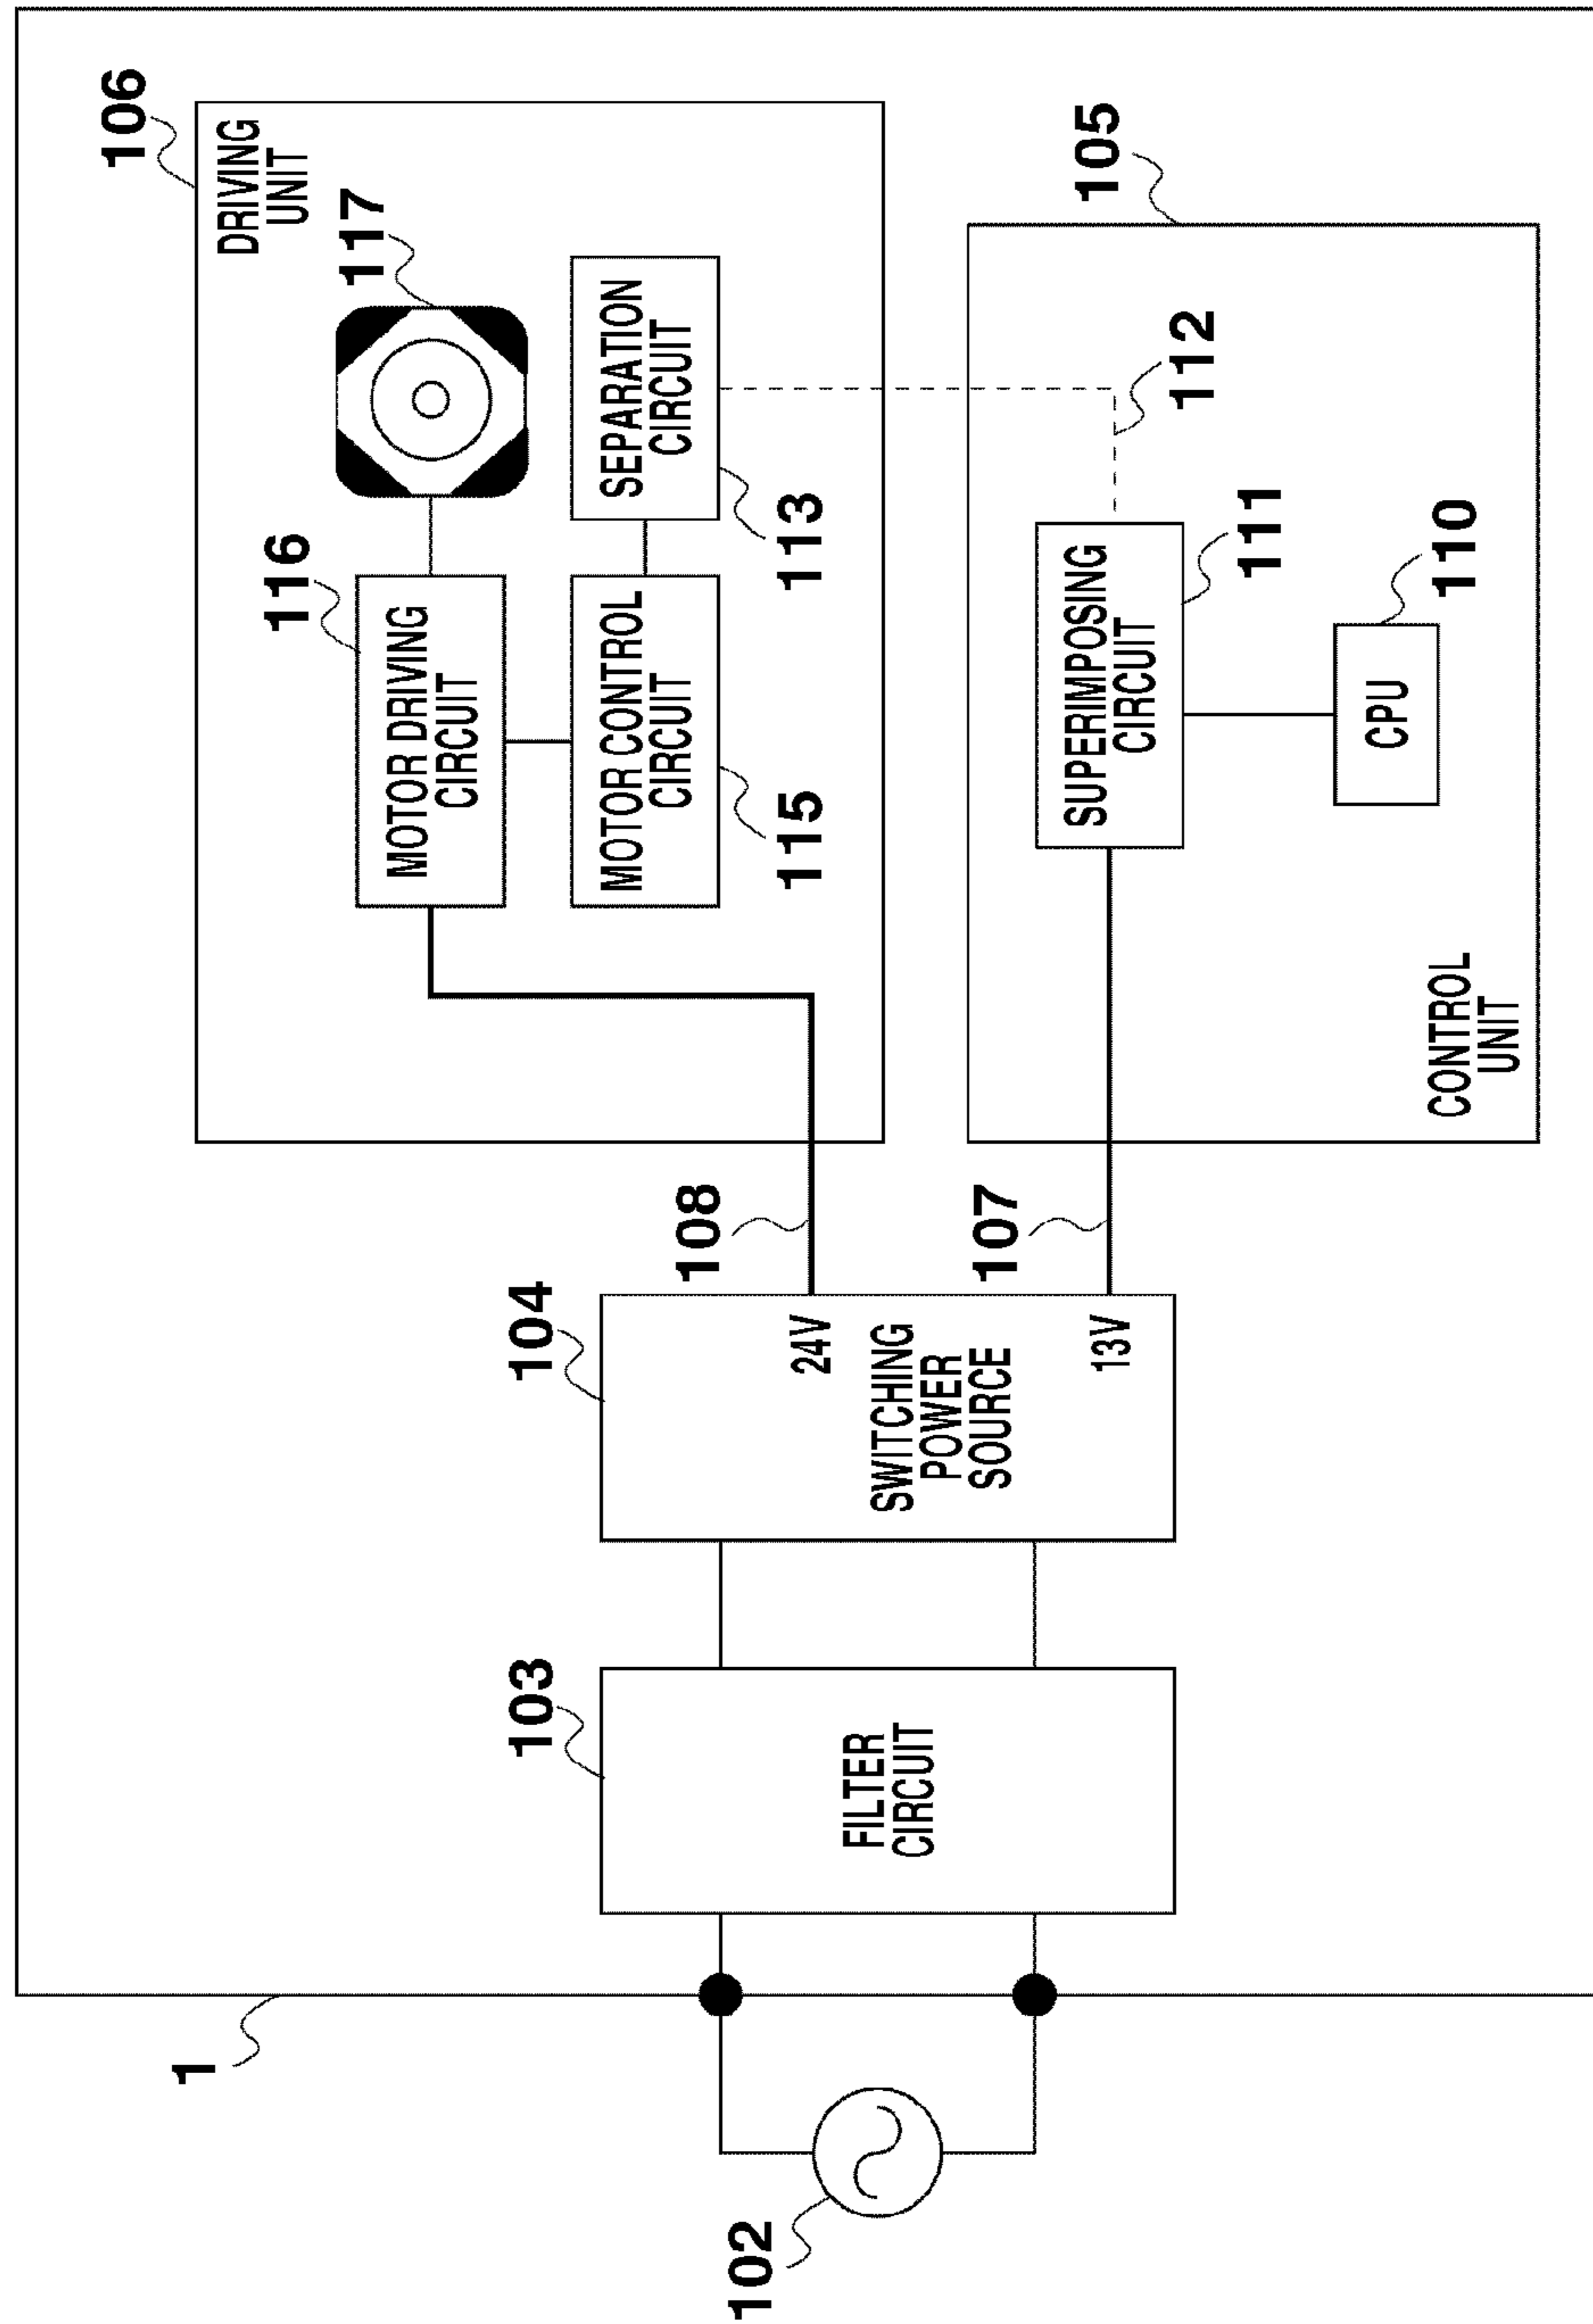 106
DRIVING
UNIT
117
116
MOTOR DRIVING
CIRCUIT
SEPARATION
CIRCUIT
113
MOTOR CONTROL
CIRCUIT
115
105
112
SUPERIMPOSING
CIRCUIT
111
110
CPU
CONTROL
UNIT
108
107
104
24V
SWITCHING
POWER
SOURCE
13V
103
FILTER
CIRCUIT
1
102